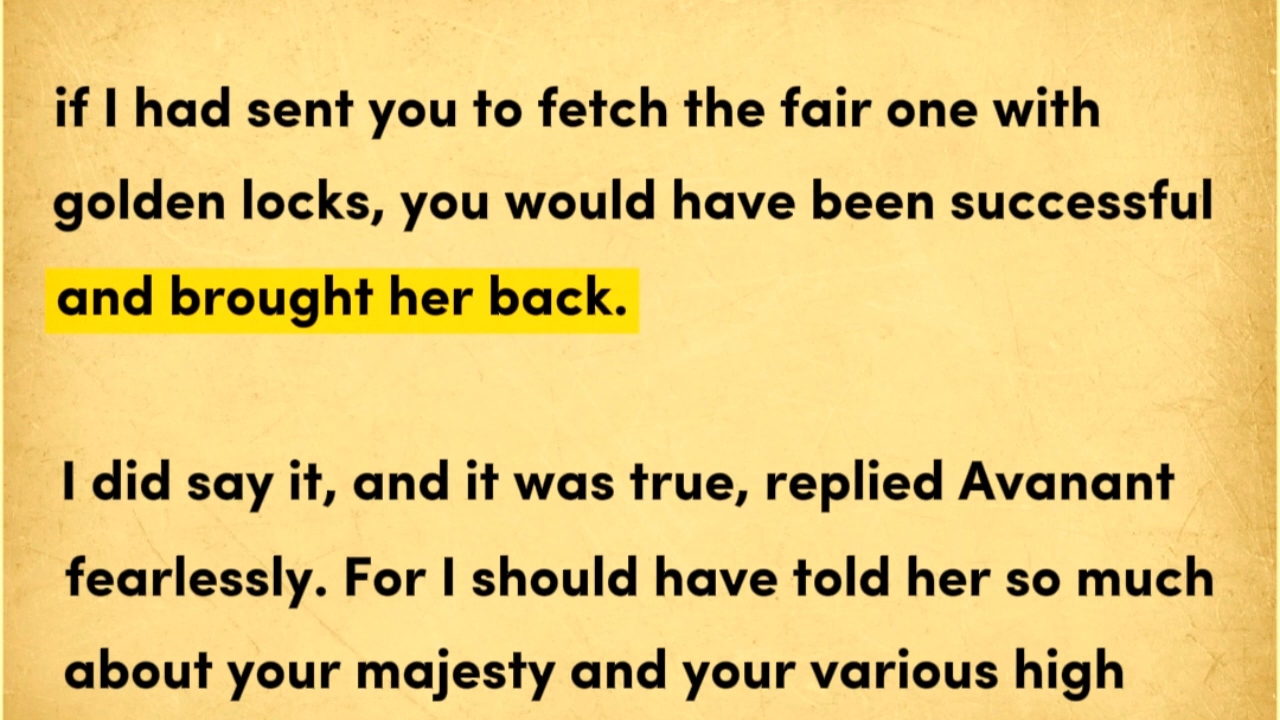 if I had sent you to fetch the fair one with
golden locks, you would have been successful
and brought her back.
I did say it, and it was true, replied Avanant
fearlessly. For I should have told her so much
about your majesty and your various high